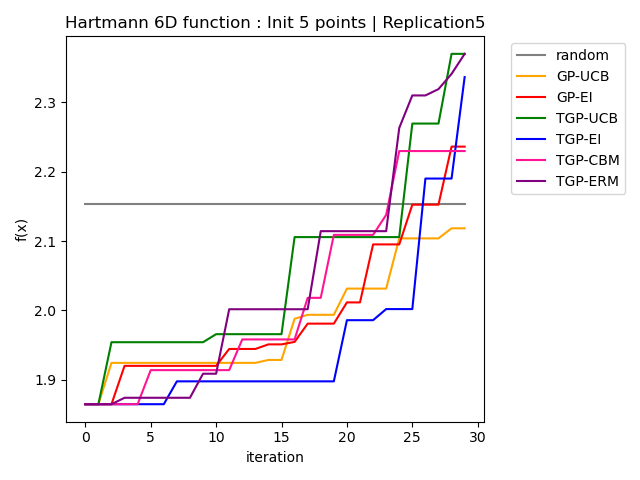 Hartmann 6D function : Init 5 points | Replication5
random
GP-UCB
GP-EI
TGP-UCB
TGP-EI
TGP-CBM
TGP-ERM
f(x)
2.3
2.2
2.1
2.0
1.9
0 5 10 15 20 25 30
iteration